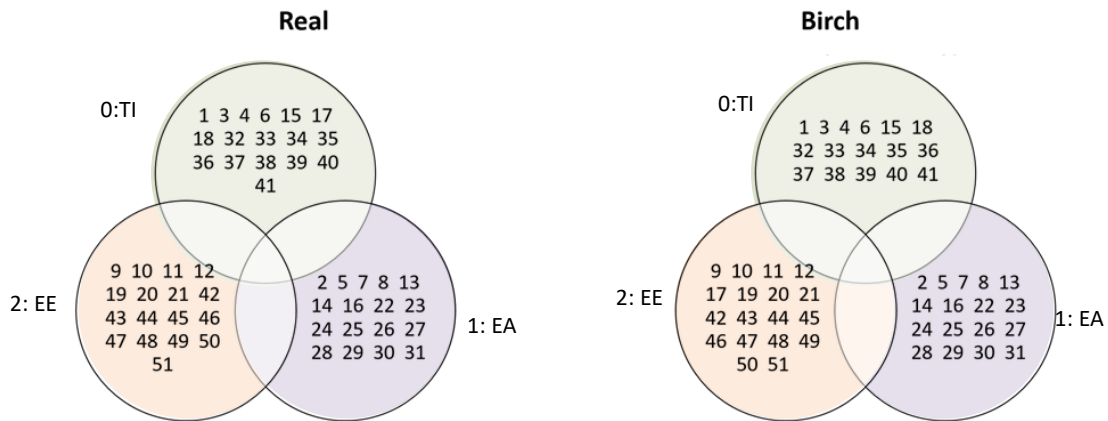 Real
0:TI
1 3 4 6 15 17
18 32 33 34 35
36 37 38 39 40
41
2: EE
9 10 11 12
19 20 21 42
43 44 45 46
47 48 49 50
51
2 5 7 8 13
14 16 22 23
24 25 26 27
28 29 30 31
1: EA
Birch
0:TI
1 3 4 6 15 18
32 33 34 35 36
37 38 39 40 41
2: EE
9 10 11 12
17 19 20 21
42 43 44 45
46 47 48 49
50 51
2 5 7 8 13
14 16 22 23
24 25 26 27
28 29 30 31
1: EA